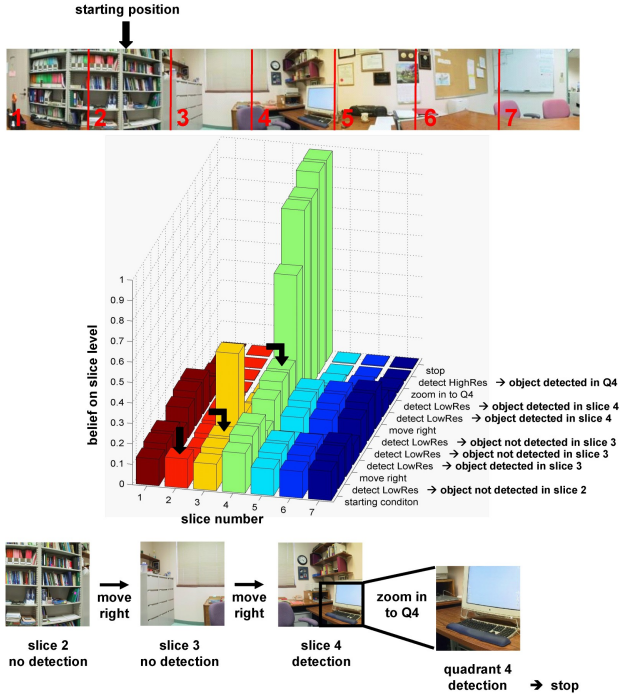 starting position
1 2 3 4 5 6 7
1
0.9
0.8
0.7
0.6
0.5
0.4
0.3
0.2
0.1
0
belief on slice level
1 2 3 4 5 6 7
slice number
stop
detect HighRes → object detected in Q4
zoom in to Q4
detect LowRes → object detected in slice 4
detect LowRes → object detected in slice 4
move right
detect LowRes → object not detected in slice 3
detect LowRes → object not detected in slice 3
detect LowRes → object detected in slice 3
move right
detect LowRes → object not detected in slice 2
starting conditon
move right
move right
zoom in
to Q4
slice 2
no detection
slice 3
no detection
slice 4
detection
quadrant 4
detection → stop